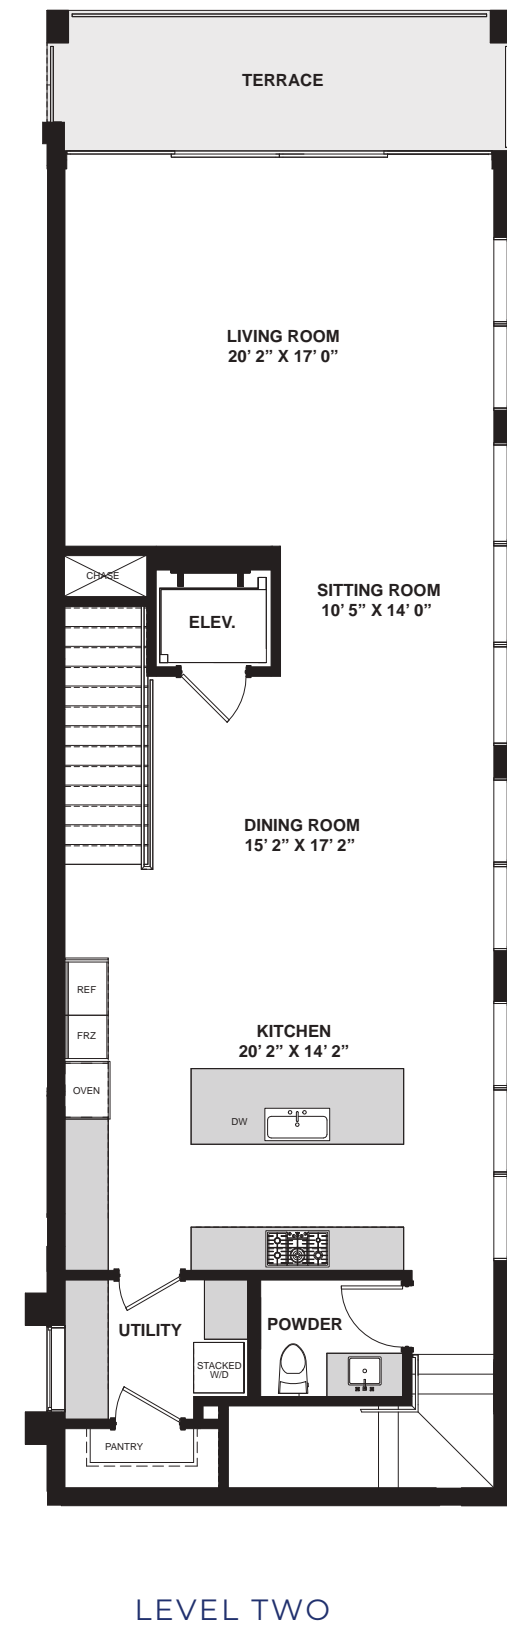 TERRACE
LIVING ROOM
20' 2” X 17' 0”
CHASE
SITTING ROOM
10' 5” X 14' 0”
ELEV.
DINING ROOM
15' 2” X 17' 2”
REF
FRZ
KITCHEN
20' 2” X 14' 2”
OVEN
DW
UTILITY
POWDER
STACKED
W/D
PANTRY
LEVEL TWO